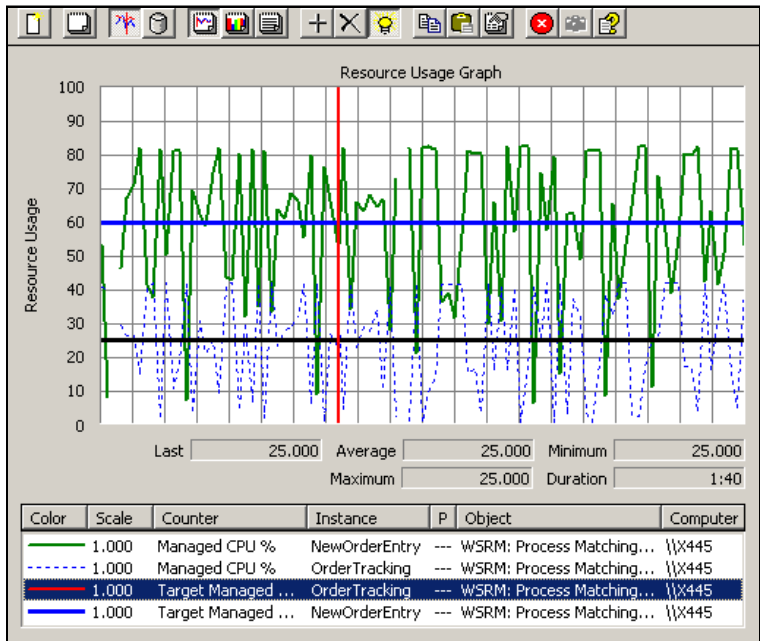 Resource Usage Graph
100
90
80
70
60
50
40
30
20
10
0
Resource Usage
Last 25.000 Average 25.000 Minimum 25.000
Maximum 25.000 Duration 1:40
Color Scale Counter Instance P Object Computer
1.000 Managed CPU % NewOrderEntry --- WSRM: Process Matching... \\X445
1.000 Managed CPU % OrderTracking --- WSRM: Process Matching... \\X445
1.000 Target Managed ... OrderTracking --- WSRM: Process Matching... \\X445
1.000 Target Managed ... NewOrderEntry --- WSRM: Process Matching... \\X445